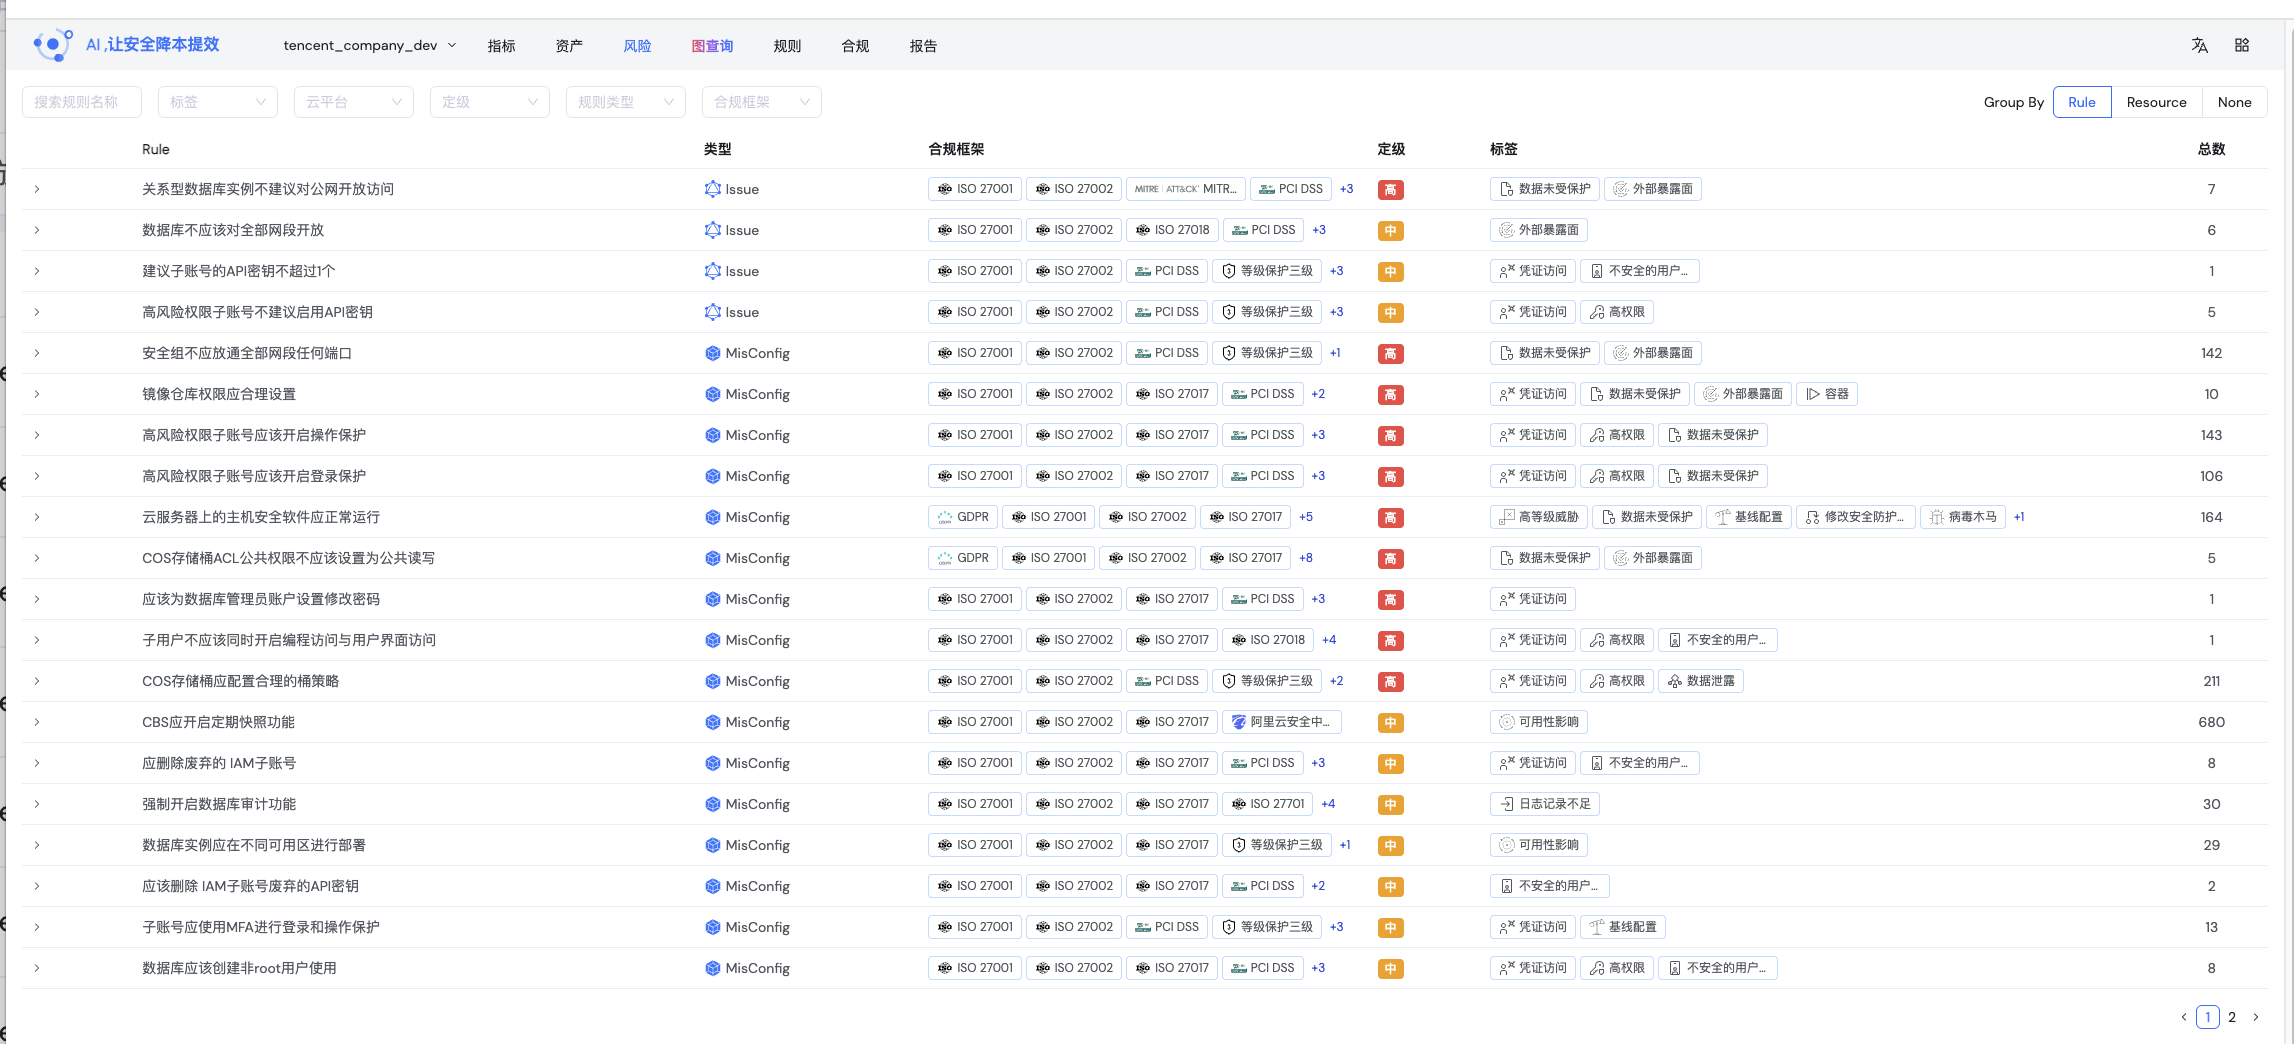 AI ,让安全降本提效 tencent_company_dev 指标 资产 风险 图查询 规则 合规 报告
搜索规则名称 标签 云平台 定级 规则类型 合规框架 Group By Rule Resource None
Rule 类型 合规框架 定级 标签 总数
关系型数据库实例不建议对公网开放访问 Issue ISO 27001 ISO 27002 MITRE ATT&CK MITR... PCI DSS +3 高 数据未受保护 外部暴露面 7
数据库不应该对全部网段开放 Issue ISO 27001 ISO 27002 ISO 27018 PCI DSS +3 中 外部暴露面 6
建议子账号的API密钥不超过1个 Issue ISO 27001 ISO 27002 PCI DSS 等级保护三级 +3 中 凭证访问 不安全的用户... 1
高风险权限子账号不建议启用API密钥 Issue ISO 27001 ISO 27002 PCI DSS 等级保护三级 +3 中 凭证访问 高权限 5
安全组不应放通全部网段任何端口 MisConfig ISO 27001 ISO 27002 PCI DSS 等级保护三级 +1 高 数据未受保护 外部暴露面 142
镜像仓库权限应合理设置 MisConfig ISO 27001 ISO 27002 ISO 27017 PCI DSS +2 高 凭证访问 数据未受保护 外部暴露面 容器 10
高风险权限子账号应该开启操作保护 MisConfig ISO 27001 ISO 27002 ISO 27017 PCI DSS +3 高 凭证访问 高权限 数据未受保护 143
高风险权限子账号应该开启登录保护 MisConfig ISO 27001 ISO 27002 ISO 27017 PCI DSS +3 高 凭证访问 高权限 数据未受保护 106
云服务器上的主机安全软件应正常运行 MisConfig GDPR ISO 27001 ISO 27002 ISO 27017 +5 高 高等级威胁 数据未受保护 基线配置 修改安全防护... 病毒木马 +1 164
COS存储桶ACL公共权限不应该设置为公共读写 MisConfig GDPR ISO 27001 ISO 27002 ISO 27017 +8 高 数据未受保护 外部暴露面 5
应该为数据库管理员账户设置修改密码 MisConfig ISO 27001 ISO 27002 ISO 27017 PCI DSS +3 高 凭证访问 1
子用户不应该同时开启编程访问与用户界面访问 MisConfig ISO 27001 ISO 27002 ISO 27017 ISO 27018 +4 高 凭证访问 高权限 不安全的用户... 1
COS存储桶应配置合理的桶策略 MisConfig ISO 27001 ISO 27002 PCI DSS 等级保护三级 +2 高 凭证访问 高权限 数据泄露 211
CBS应开启定期快照功能 MisConfig ISO 27001 ISO 27002 ISO 27017 阿里云安全中... 中 可用性影响 680
应删除废弃的 IAM子账号 MisConfig ISO 27001 ISO 27002 ISO 27017 PCI DSS +3 中 凭证访问 不安全的用户... 8
强制开启数据库审计功能 MisConfig ISO 27001 ISO 27002 ISO 27017 ISO 27701 +4 中 日志记录不足 30
数据库实例应在不同可用区进行部署 MisConfig ISO 27001 ISO 27002 ISO 27017 等级保护三级 +1 中 可用性影响 29
应该删除 IAM子账号废弃的API密钥 MisConfig ISO 27001 ISO 27002 ISO 27017 PCI DSS +2 中 不安全的用户... 2
子账号应使用MFA进行登录和操作保护 MisConfig ISO 27001 ISO 27002 PCI DSS 等级保护三级 +3 中 凭证访问 基线配置 13
数据库应该创建非root用户使用 MisConfig ISO 27001 ISO 27002 ISO 27017 PCI DSS +3 中 凭证访问 高权限 不安全的用户... 8
1 2